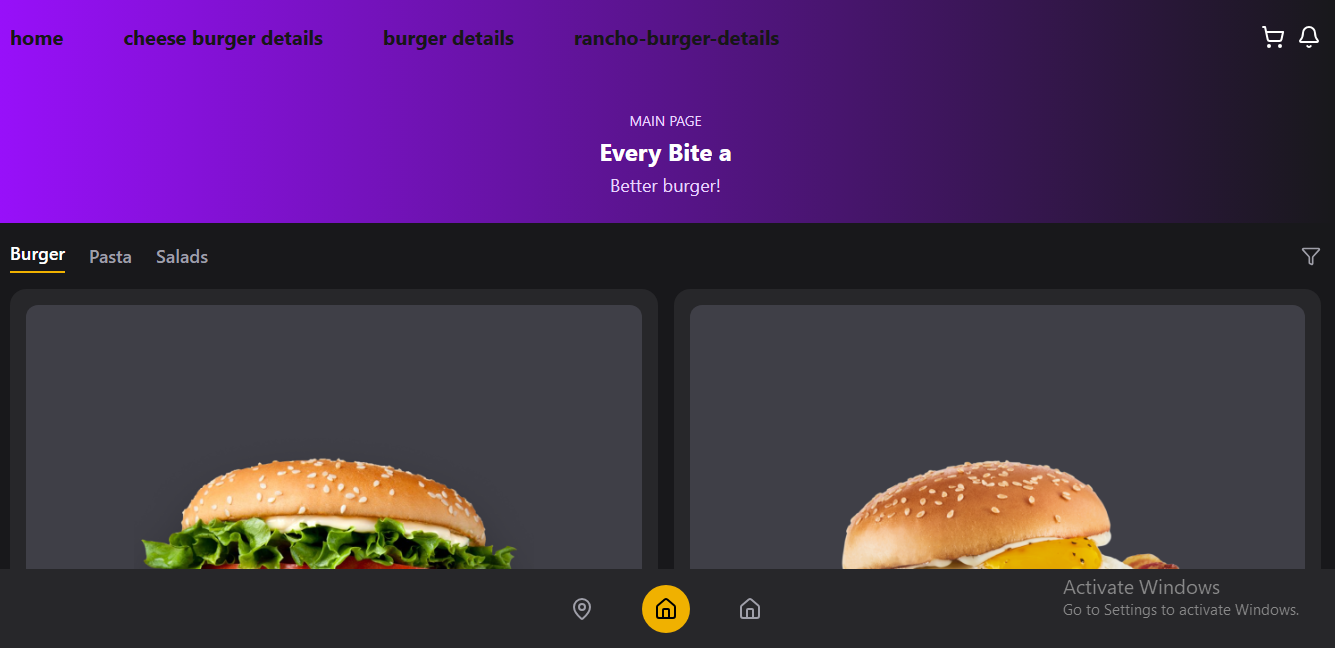 home cheese burger details burger details rancho-burger-details
MAIN PAGE
Every Bite a
Better burger!
Burger Pasta Salads
Activate Windows
Go to Settings to activate Windows.